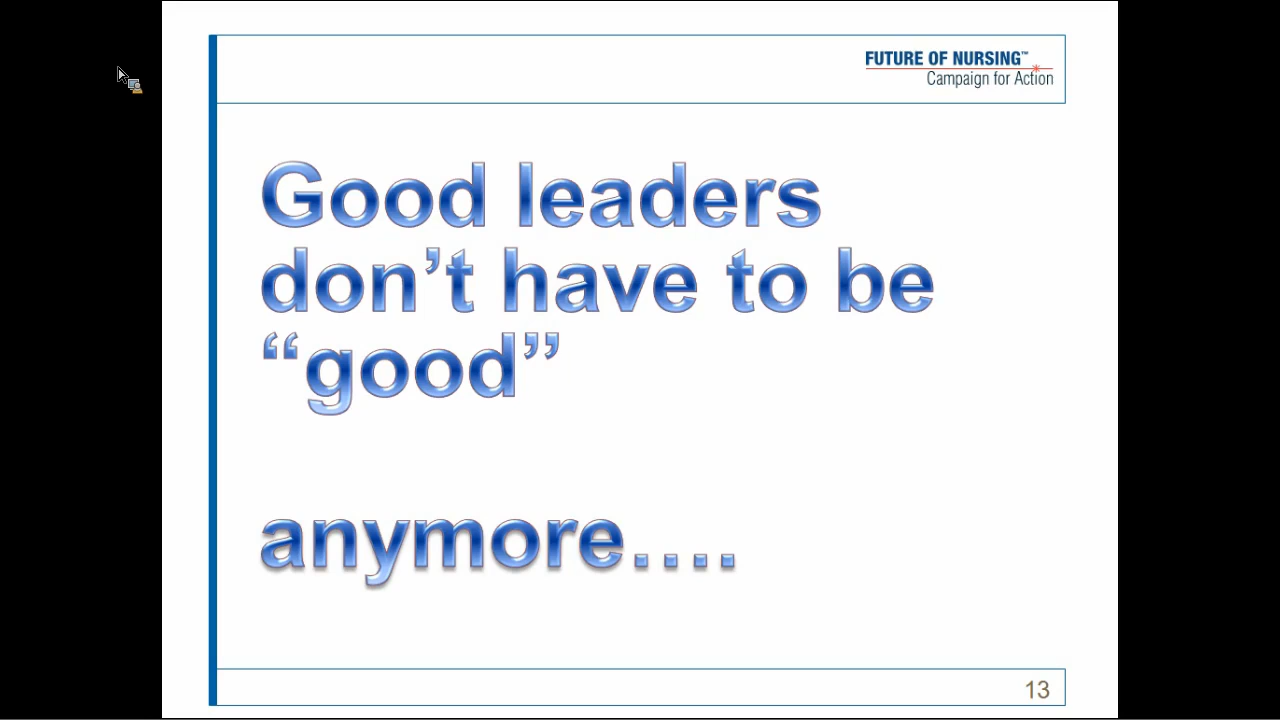 FUTURE OF NURSING™
Campaign for Action
Good leaders
don’t have to be
“good”
anymore….
13